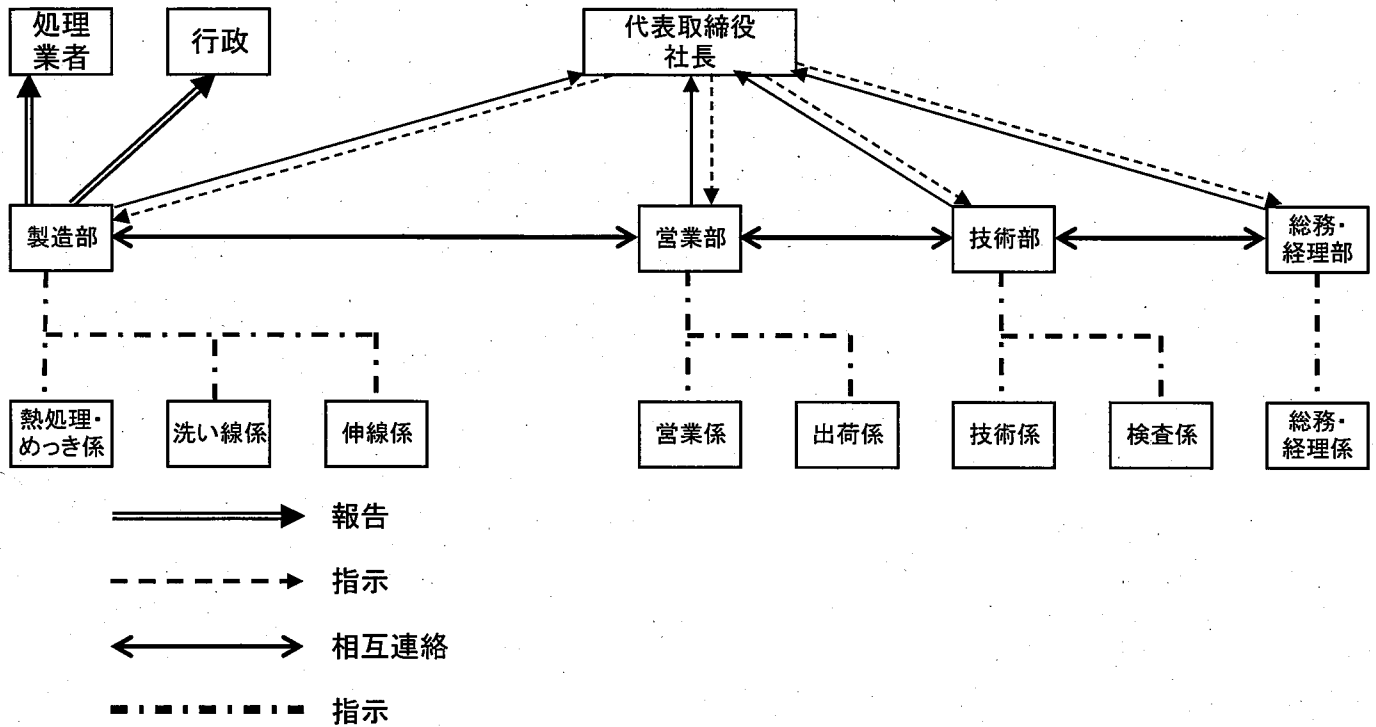 処理
業者
行政
代表取締役
社長
製造部
営業部
技術部
総務・
経理部
熱処理・
めっき係
洗い線係
伸線係
営業係
出荷係
技術係
検査係
総務・
経理係
報告
指示
相互連絡
指示